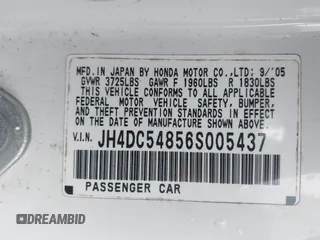 MFD. IN JAPAN BY HONDA MOTOR CO.,LTD; 9/'05
GVWR 3725LBS GAWR F 1960LBS R 1830LBS
THIS VEHICLE CONFORMS TO ALL APPLICABLE
FEDERAL MOTOR VEHICLE SAFETY, BUMPER,
AND THEFT PREVENTION STANDARDS IN EFFECT ON
THE DATE OF MANUFACTURE SHOWN ABOVE.
V.I.N. JH4DC54856S005437
PASSENGER CAR
DREAMBID